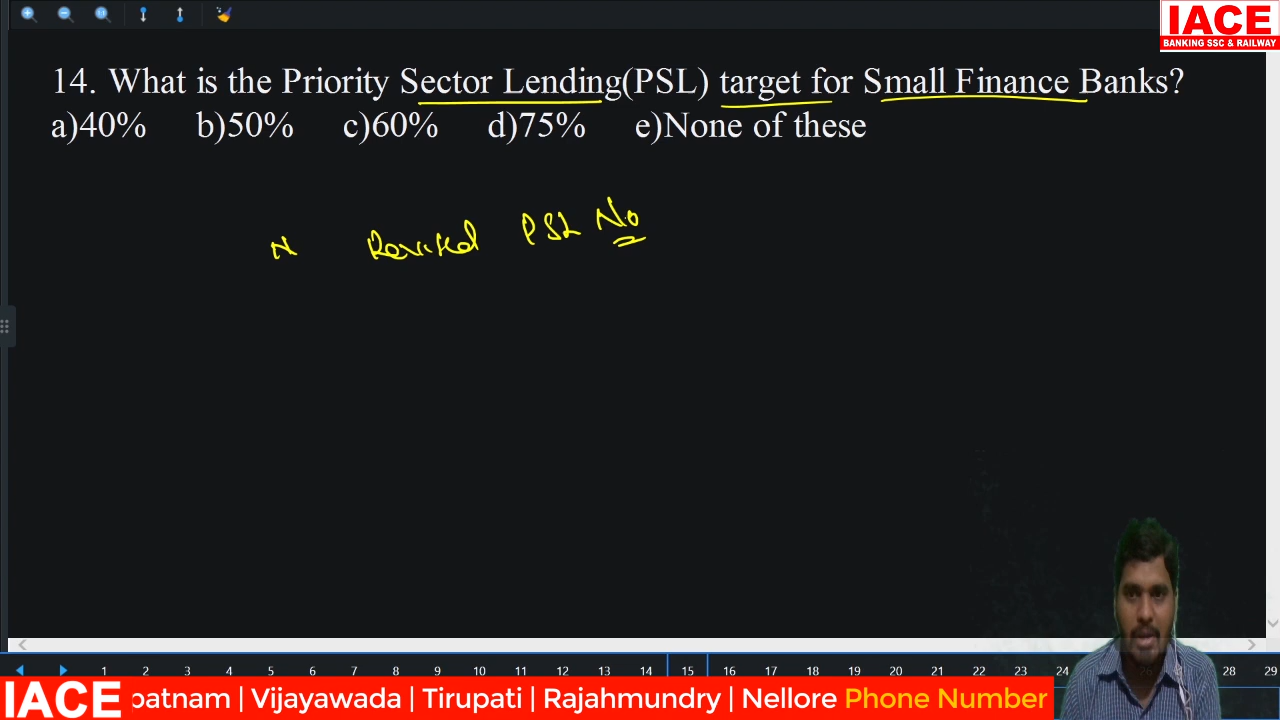 IACE
BANKING SSC & RAILWAY
14. What is the Priority Sector Lending(PSL) target for Small Finance Banks?
a)40% b)50% c)60% d)75% e)None of these
N Revised PSL No
1 2 3 4 5 6 7 8 9 10 11 12 13 14 15 16 17 18 19 20 21 22 23 24 28 29
IACE patnam | Vijayawada | Tirupati | Rajahmundry | Nellore Phone Number